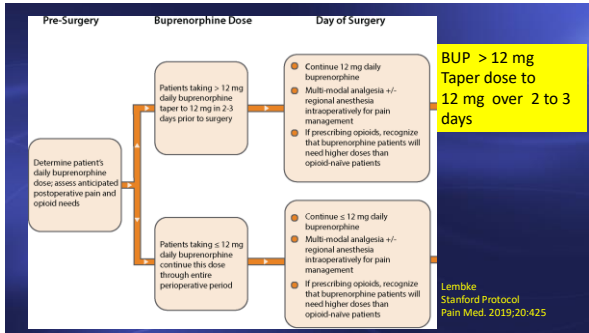 Pre-Surgery
Buprenorphine Dose
Day of Surgery
Determine patient's
daily buprenorphine
dose; assess anticipated
postoperative pain and
opioid needs
Patients taking > 12 mg
daily buprenorphine
taper to 12 mg in 2-3
days prior to surgery
Continue 12 mg daily
buprenorphine
Multi-modal analgesia +/-
regional anesthesia
intraoperatively for pain
management
If prescribing opioids, recognize
that buprenorphine patients will
need higher doses than
opioid-naïve patients
Patients taking ≤ 12 mg
daily buprenorphine
continue this dose
through entire
perioperative period
Continue ≤ 12 mg daily
buprenorphine
Multi-modal analgesia +/-
regional anesthesia
intraoperatively for pain
management
If prescribing opioids, recognize
that buprenorphine patients will
need higher doses than
opioid-naïve patients
BUP > 12 mg
Taper dose to
12 mg over 2 to 3
days
Lembke
Stanford Protocol
Pain Med. 2019;20:425